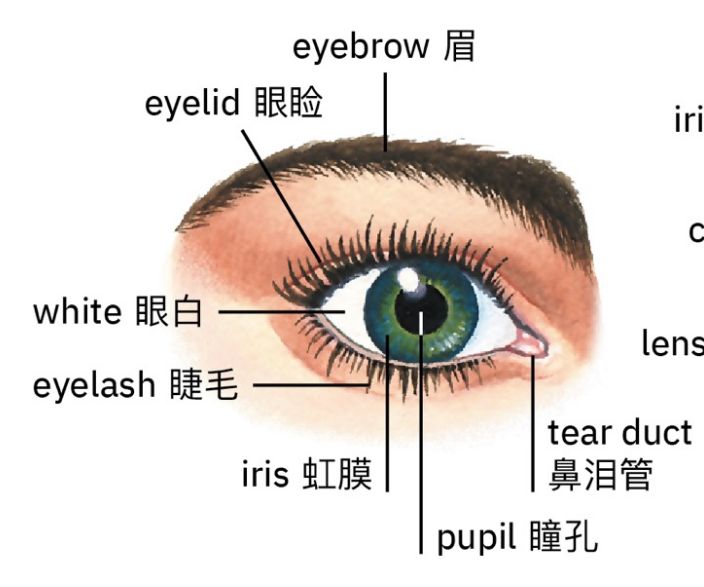 eyebrow 眉
eyelid 眼睑
iri
c
white 眼白
lens
eyelash 睫毛
tear duct
鼻泪管
iris 虹膜
pupil 瞳孔